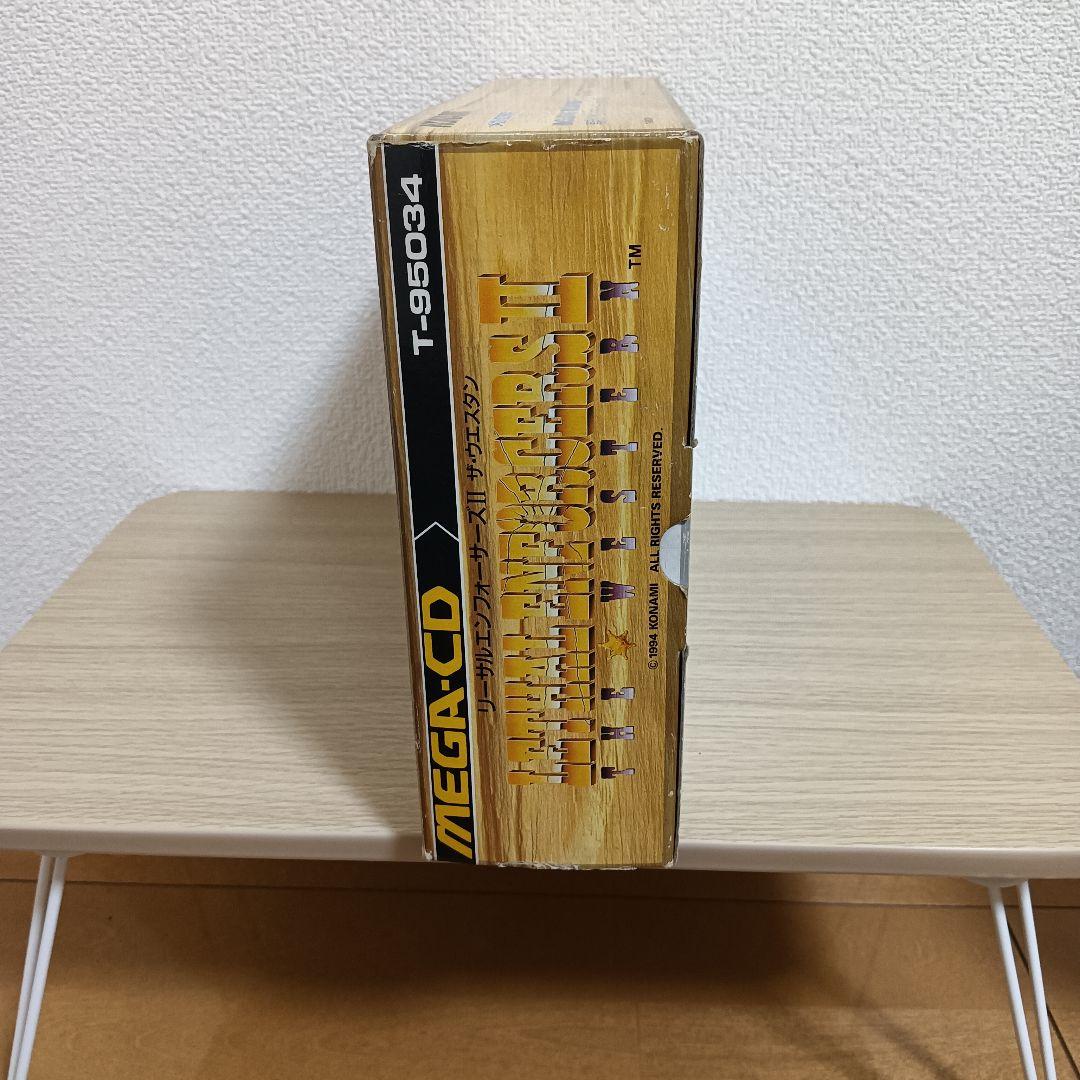 MEGA-CD T-95034
リーサルエンフォーサーズII ザ・ウエスタン
LETHAL ENFORCERS II
THE WESTERN TM
© 1994 KONAMI ALL RIGHTS RESERVED.